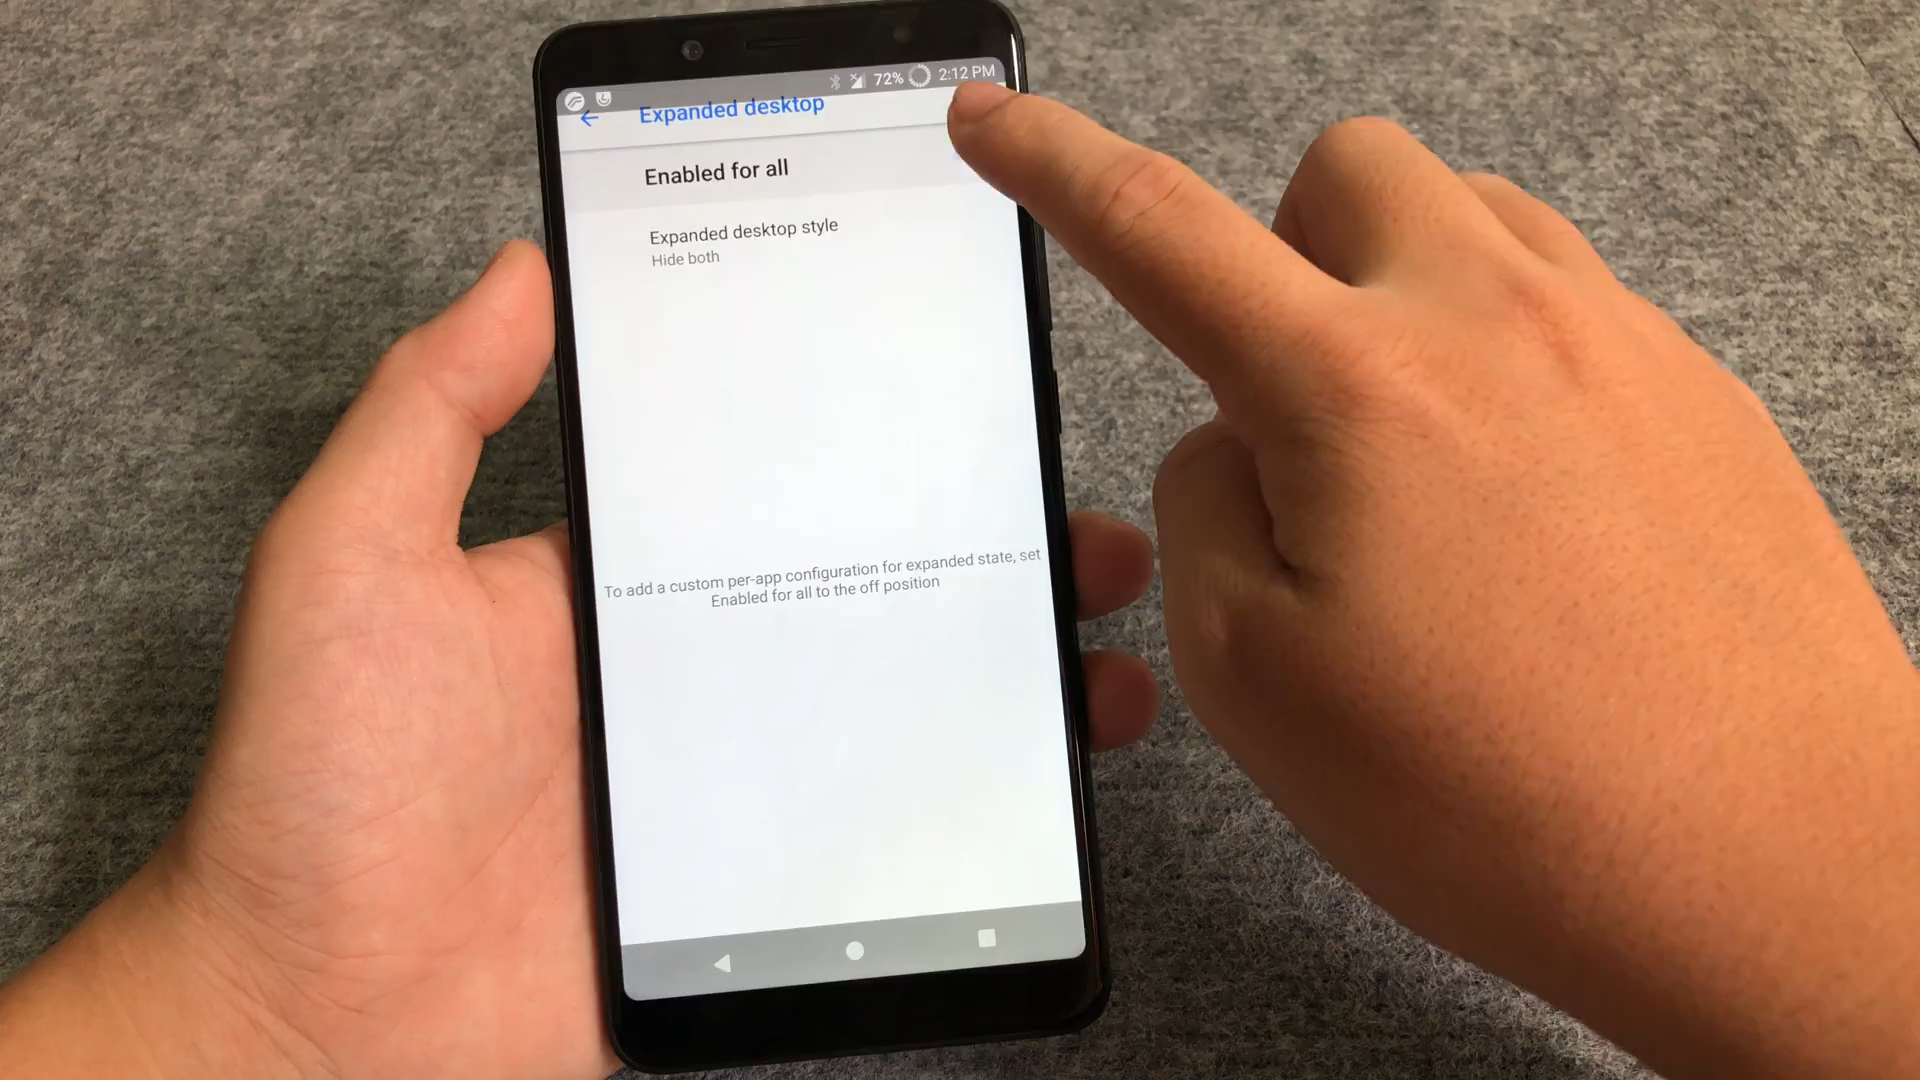 72% 2:12 PM
Expanded desktop
Enabled for all
Expanded desktop style
Hide both
To add a custom per-app configuration for expanded state, set
Enabled for all to the off position